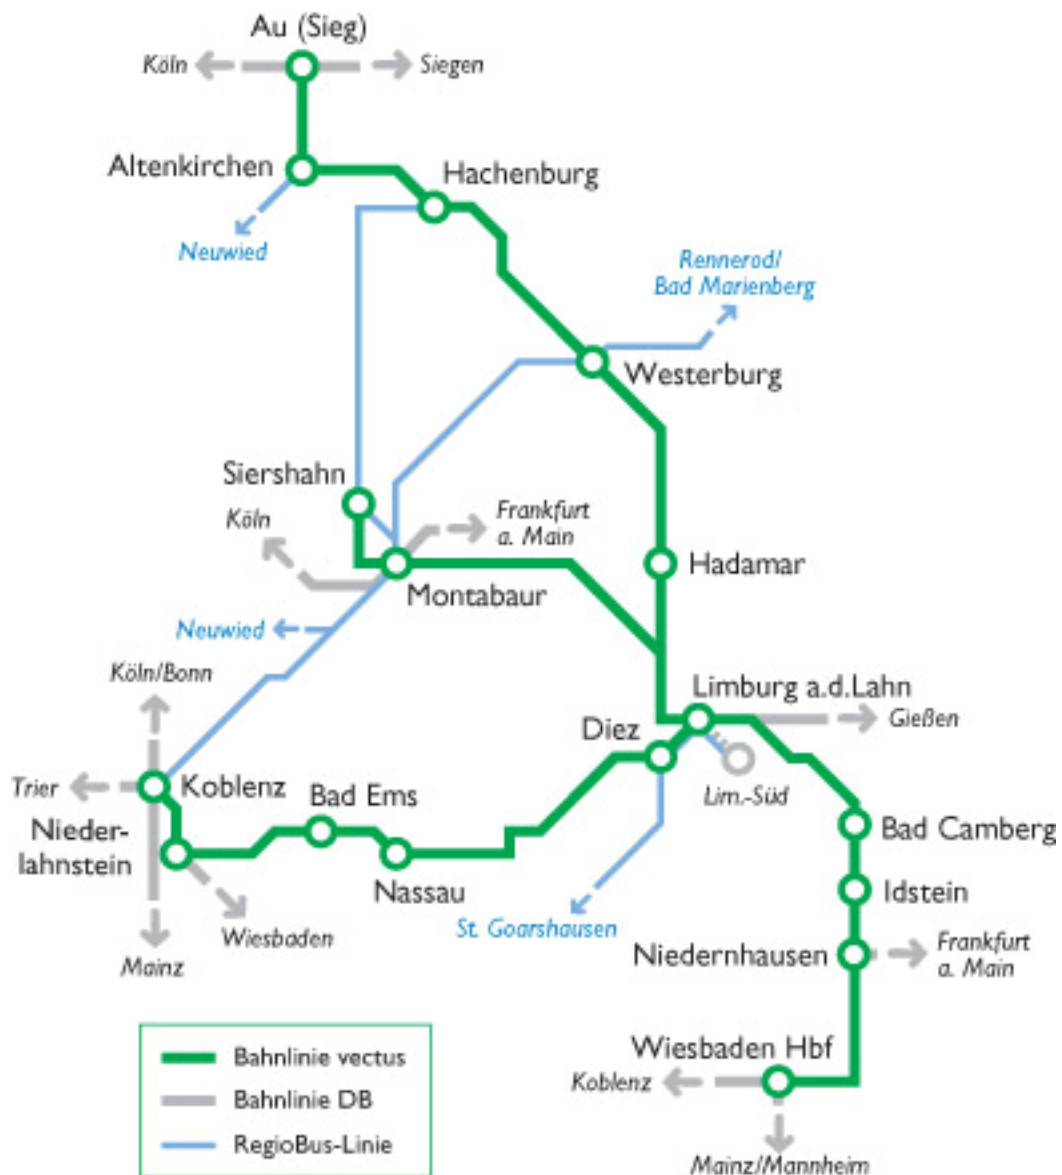 Au (Sieg)
Köln
Siegen
Altenkirchen
Hachenburg
Neuwied
Rennerod/
Bad Marienberg
Westerburg
Siershahn
Köln
Frankfurt
a. Main
Hadamar
Montabaur
Neuwied
Köln/Bonn
Limburg a.d.Lahn
Gießen
Diez
Trier
Koblenz
Bad Ems
Lim.-Süd
Nieder-
lahnstein
Bad Camberg
Nassau
Idstein
St. Goarshausen
Wiesbaden
Mainz
Niedernhausen
Frankfurt
a. Main
Wiesbaden Hbf
Koblenz
Mainz/Mannheim
Bahnlinie vectus
Bahnlinie DB
RegioBus-Linie